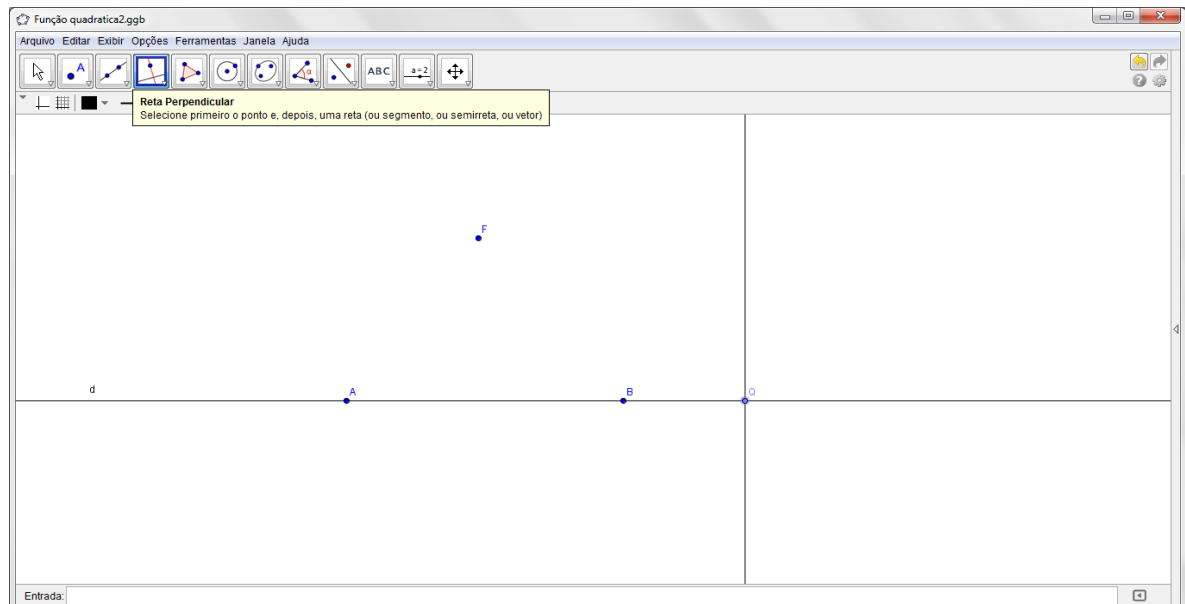 Função quadratica2.ggb
Arquivo Editar Exibir Opções Ferramentas Janela Ajuda
A
α
ABC
a=2
Reta Perpendicular
Selecione primeiro o ponto e, depois, uma reta (ou segmento, ou semirreta, ou vetor)
F
d
A
B
Q
Entrada: